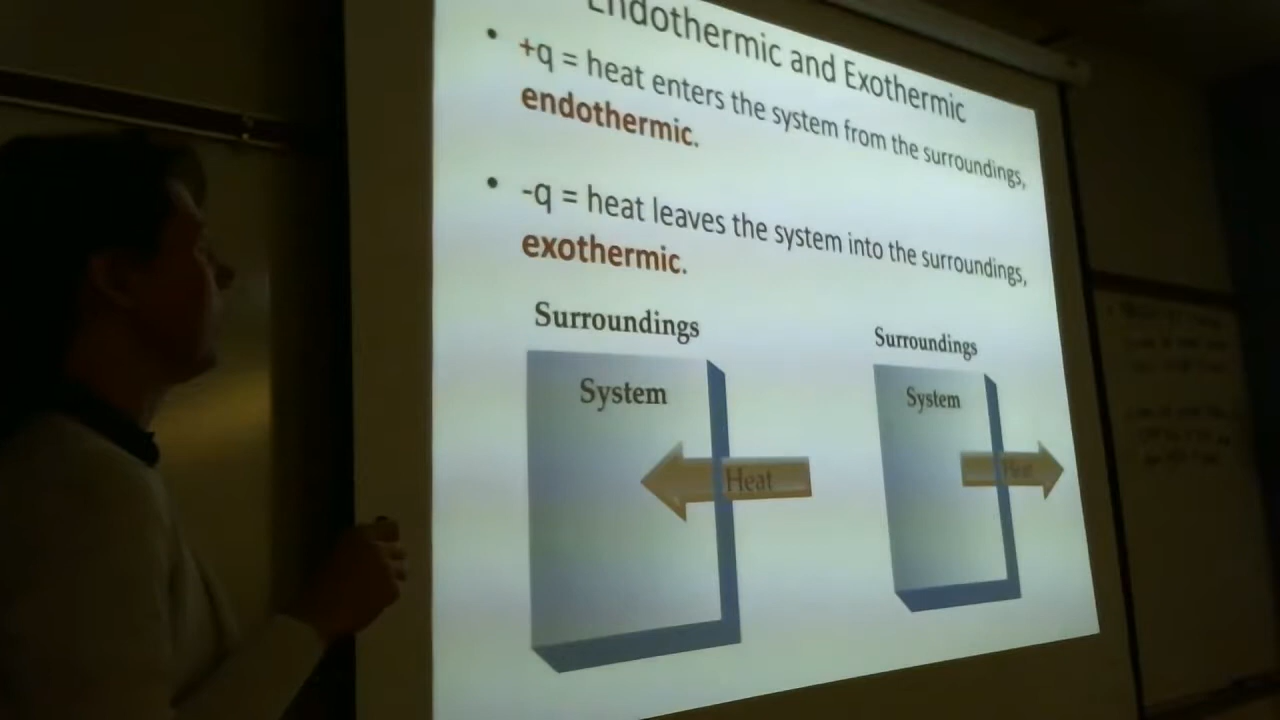 Endothermic and Exothermic
• +q = heat enters the system from the surroundings,
endothermic.
• -q = heat leaves the system into the surroundings,
exothermic.
Surroundings
System
Heat
Surroundings
System
Heat